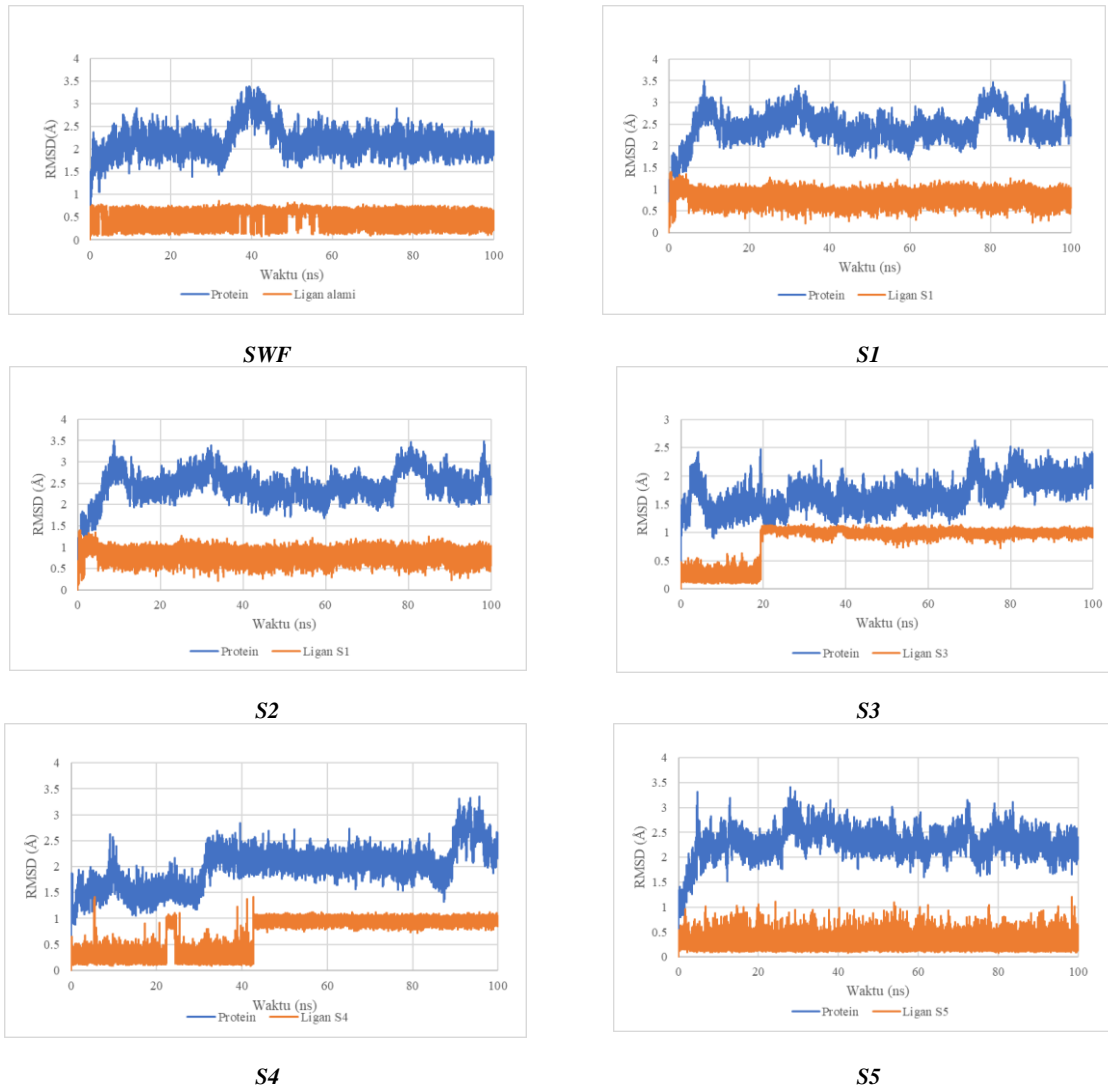 4
3.5
3
2.5
2
1.5
1
0.5
0
RMSD(Å)
0 20 40 60 80 100
Waktu (ns)
Protein Ligan alami
SWF
4
3.5
3
2.5
2
1.5
1
0.5
0
RMSD (Å)
0 20 40 60 80 100
Waktu (ns)
Protein Ligan S1
S1
4
3.5
3
2.5
2
1.5
1
0.5
0
RMSD (Å)
0 20 40 60 80 100
Waktu (ns)
Protein Ligan S1
S2
3
2.5
2
1.5
1
0.5
0
RMSD (Å)
0 20 40 60 80 100
Waktu (ns)
Protein Ligan S3
S3
4
3.5
3
2.5
2
1.5
1
0.5
0
RMSD (Å)
0 20 40 60 80 100
Waktu (ns)
Protein Ligan S4
S4
4
3.5
3
2.5
2
1.5
1
0.5
0
RMSD (Å)
0 20 40 60 80 100
Waktu (ns)
Protein Ligan S5
S5